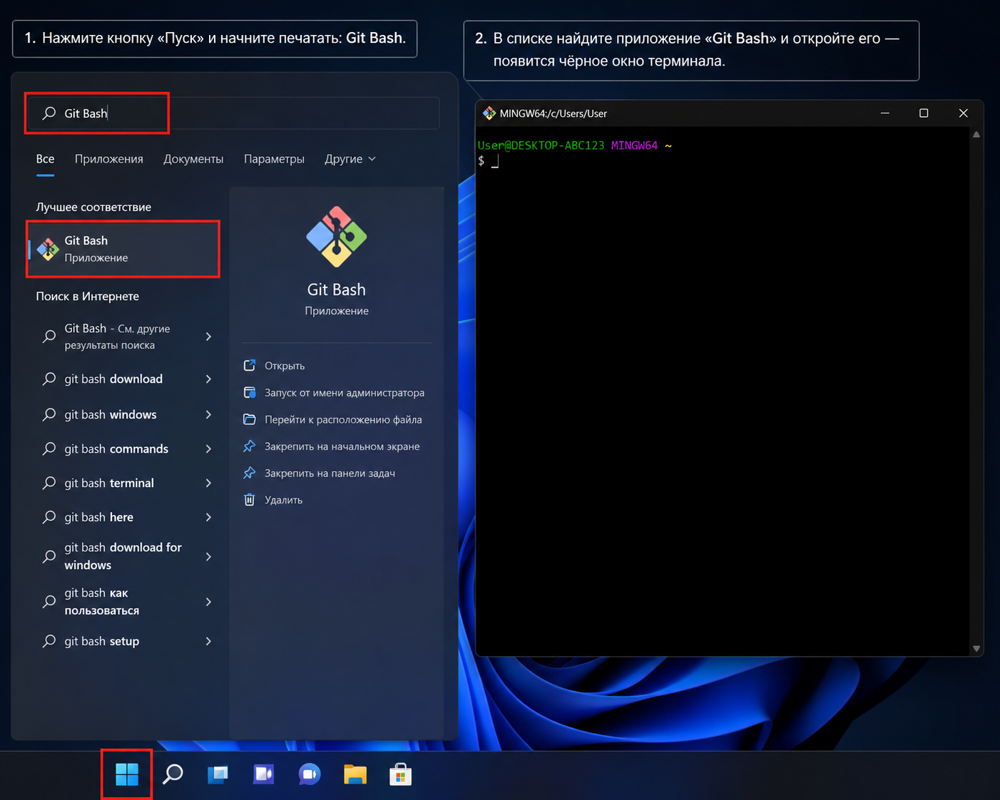 1. Нажмите кнопку «Пуск» и начните печатать: Git Bash.
2. В списке найдите приложение «Git Bash» и откройте его —
появится чёрное окно терминала.
Git Bash
Все Приложения Документы Параметры Другие
Лучшее соответствие
Git Bash
Приложение
Поиск в Интернете
Git Bash - См. другие
результаты поиска
git bash download
git bash windows
git bash commands
git bash terminal
git bash here
git bash download for
windows
git bash как
пользоваться
git bash setup
Git Bash
Приложение
Открыть
Запуск от имени администратора
Перейти к расположению файла
Закрепить на начальном экране
Закрепить на панели задач
Удалить
MINGW64:/c/Users/User
User@DESKTOP-ABC123 MINGW64 ~
$ _